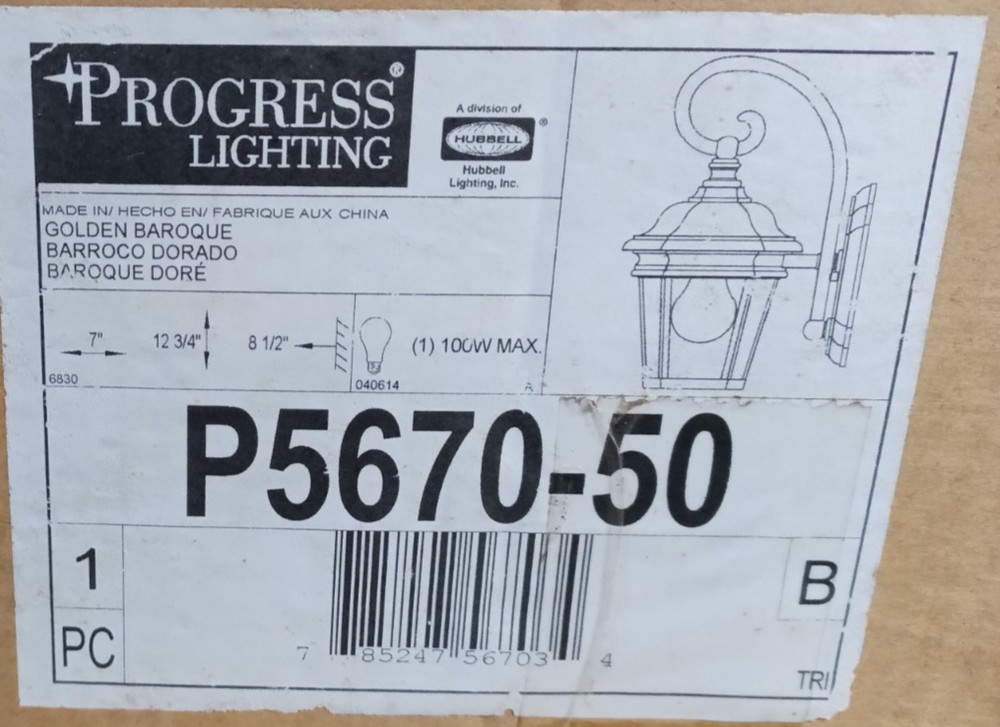 PROGRESS®
LIGHTING
A division of
HUBBELL®
Hubbell
Lighting, Inc.
MADE IN/ HECHO EN/ FABRIQUE AUX CHINA
GOLDEN BAROQUE
BARROCO DORADO
BAROQUE DORÉ
7" 12 3/4" 8 1/2" (1) 100W MAX.
6830 040614 A
P5670-50
1
PC
B
7 85247 56703 4
TRI